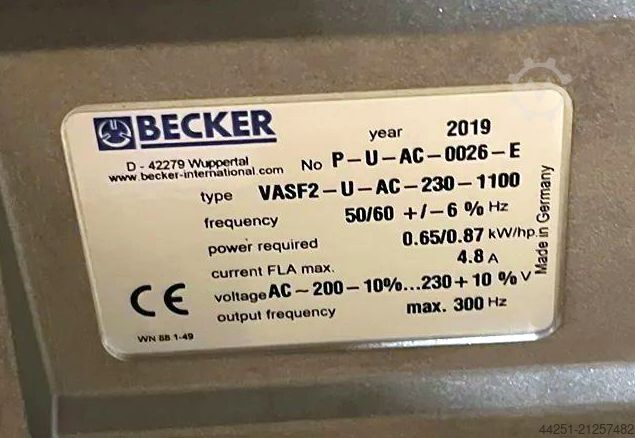 BECKER
year 2019
D - 42279 Wuppertal
www.becker-international.com
No P-U-AC-0026-E
type VASF2-U-AC-230-1100
frequency 50/60 +/-6 % Hz
power required 0.65/0.87 kW/hp.
current FLA max. 4.8 A
voltage AC~200-10%...230+10 % V
output frequency max. 300 Hz
Made in Germany
CE
WN 88 1-49
44251-21257482